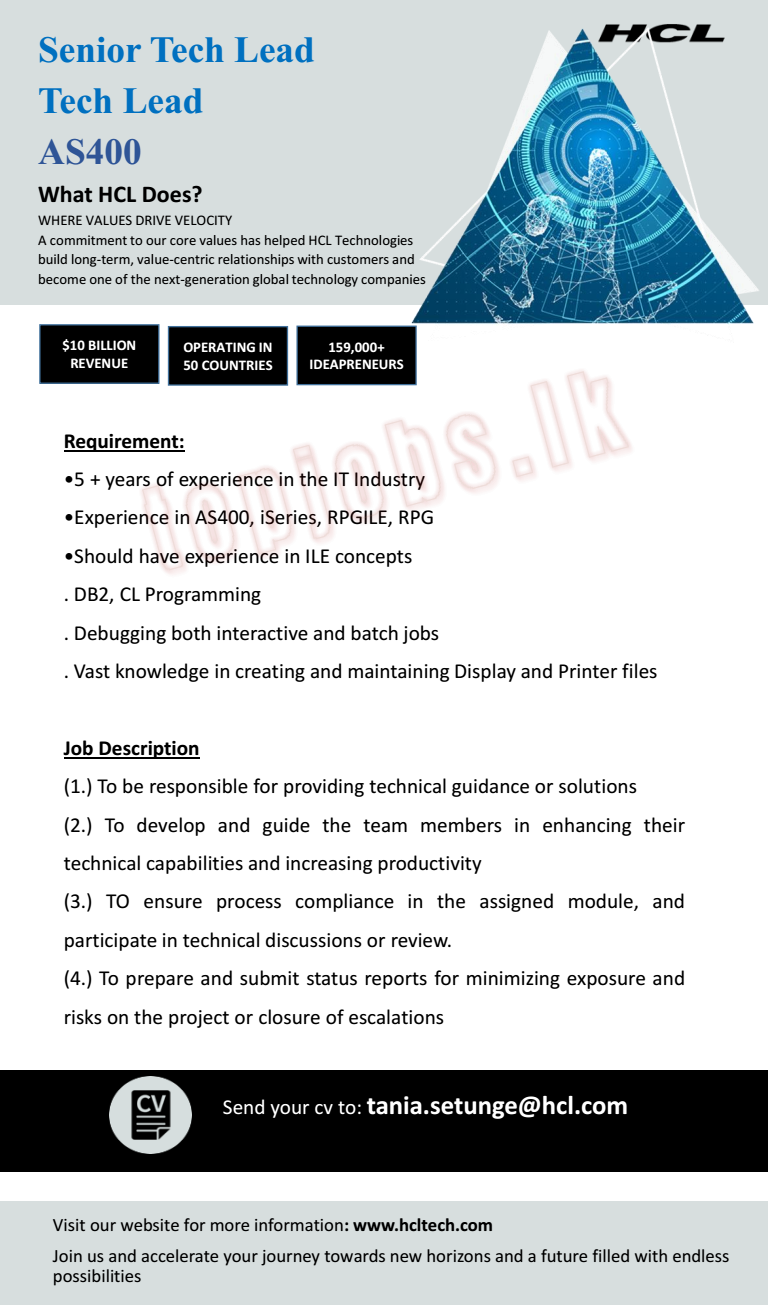 HCL
Senior Tech Lead
Tech Lead
AS400
What HCL Does?
WHERE VALUES DRIVE VELOCITY
A commitment to our core values has helped HCL Technologies
build long-term, value-centric relationships with customers and
become one of the next-generation global technology companies
$10 BILLION
REVENUE
OPERATING IN
50 COUNTRIES
159,000+
IDEAPRENEURS
topjobs.lk
Requirement:
•5 + years of experience in the IT Industry
•Experience in AS400, iSeries, RPGILE, RPG
•Should have experience in ILE concepts
. DB2, CL Programming
. Debugging both interactive and batch jobs
. Vast knowledge in creating and maintaining Display and Printer files
Job Description
(1.) To be responsible for providing technical guidance or solutions
(2.) To develop and guide the team members in enhancing their
technical capabilities and increasing productivity
(3.) TO ensure process compliance in the assigned module, and
participate in technical discussions or review.
(4.) To prepare and submit status reports for minimizing exposure and
risks on the project or closure of escalations
CV
Send your cv to: tania.setunge@hcl.com
Visit our website for more information: www.hcltech.com
Join us and accelerate your journey towards new horizons and a future filled with endless
possibilities